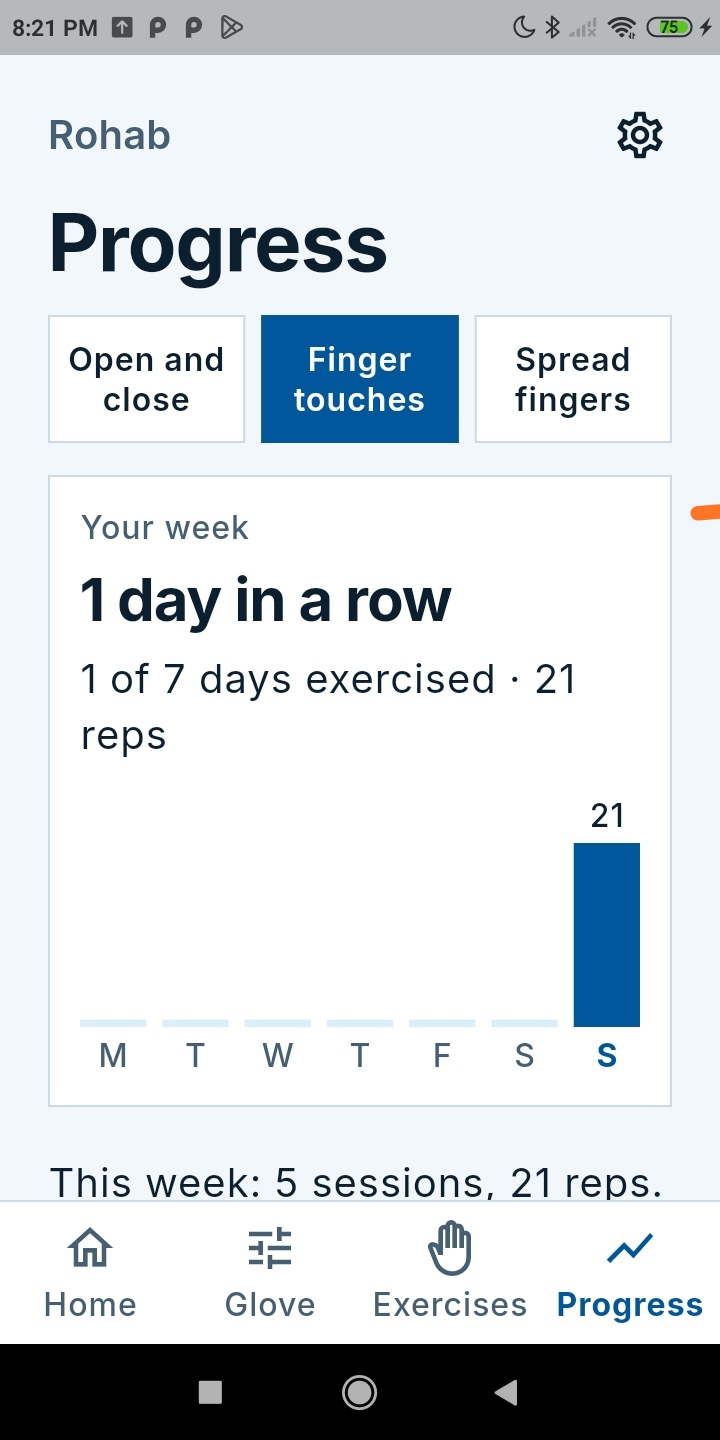 8:21 PM
75
Rohab
Progress
Open and
close
Finger
touches
Spread
fingers
Your week
1 day in a row
1 of 7 days exercised · 21
reps
21
M T W T F S S
This week: 5 sessions, 21 reps.
Home Glove Exercises Progress